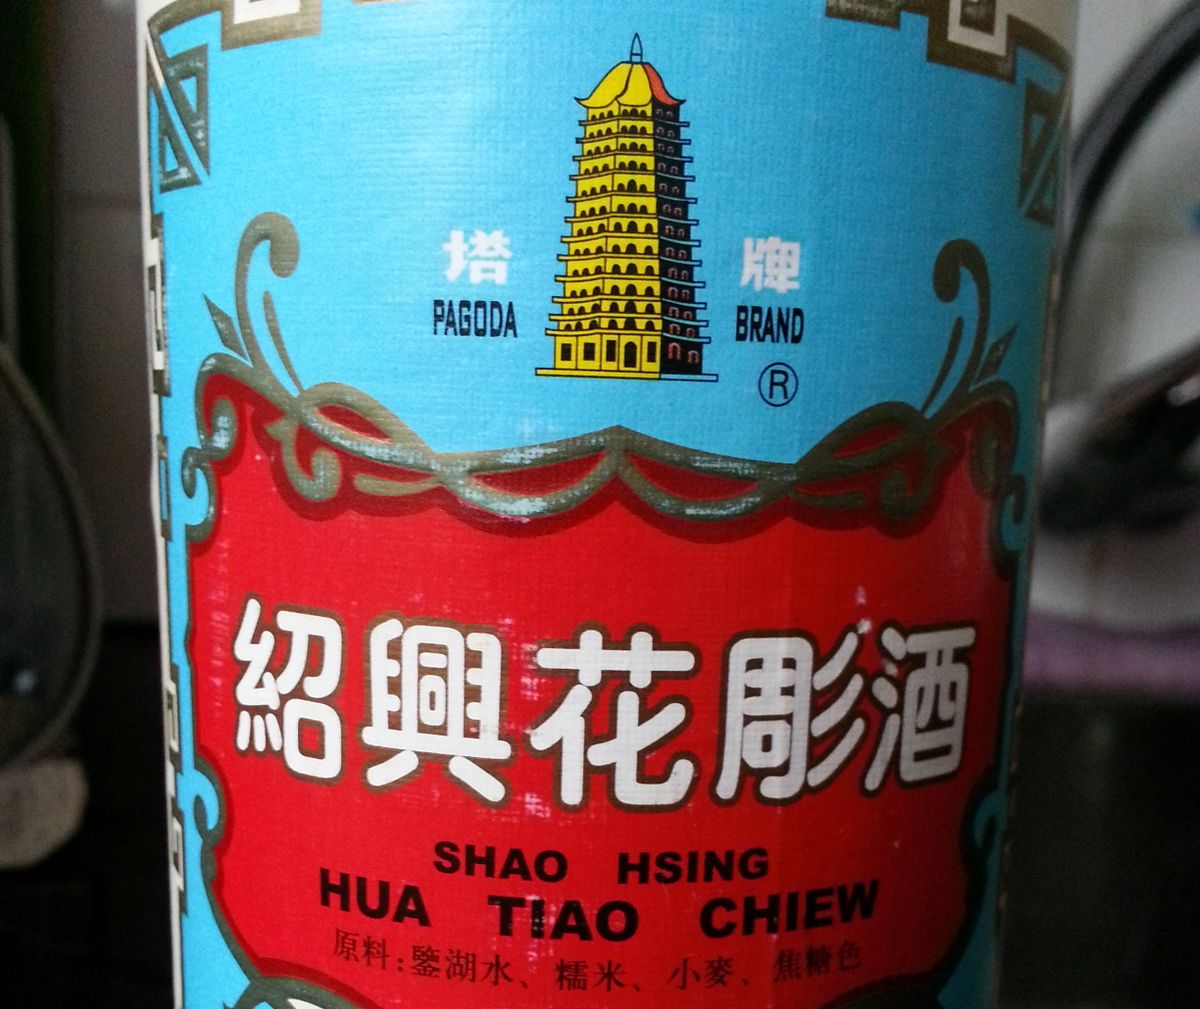 塔 牌
PAGODA BRAND
®
紹興花彫酒
SHAO HSING
HUA TIAO CHIEW
原料:鑒湖水、糯米、小麥、焦糖色